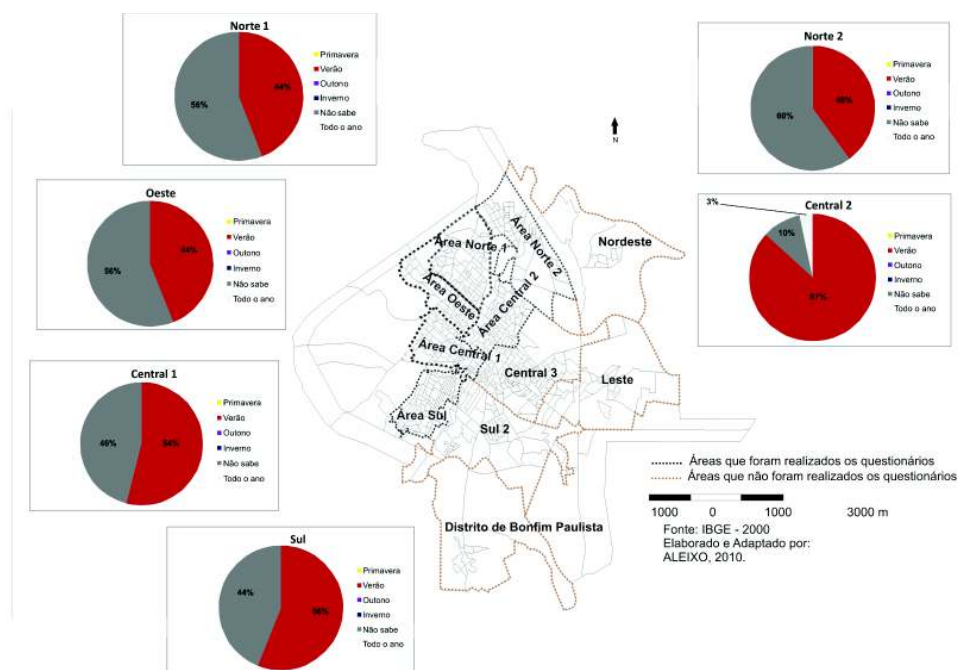 Norte 1
44%
56%
Primavera
Verão
Outono
Inverno
Não sabe
Todo o ano
Norte 2
40%
60%
Primavera
Verão
Outono
Inverno
Não sabe
Todo o ano
N
Oeste
44%
56%
Primavera
Verão
Outono
Inverno
Não sabe
Todo o ano
Central 2
3%
10%
87%
Primavera
Verão
Outono
Inverno
Não sabe
Todo o ano
Área Norte 1
Área Norte 2
Nordeste
Área Oeste
Área Central 2
Área Central 1
Central 3
Leste
Área Sul
Sul 2
Distrito de Bonfim Paulista
Central 1
46%
54%
Primavera
Verão
Outono
Inverno
Não sabe
Todo o ano
Áreas que foram realizados os questionários
Áreas que não foram realizados os questionários
1000 0 1000 3000 m
Fonte: IBGE - 2000
Elaborado e Adaptado por:
ALEIXO, 2010.
Sul
44%
56%
Primavera
Verão
Outono
Inverno
Não sabe
Todo o ano